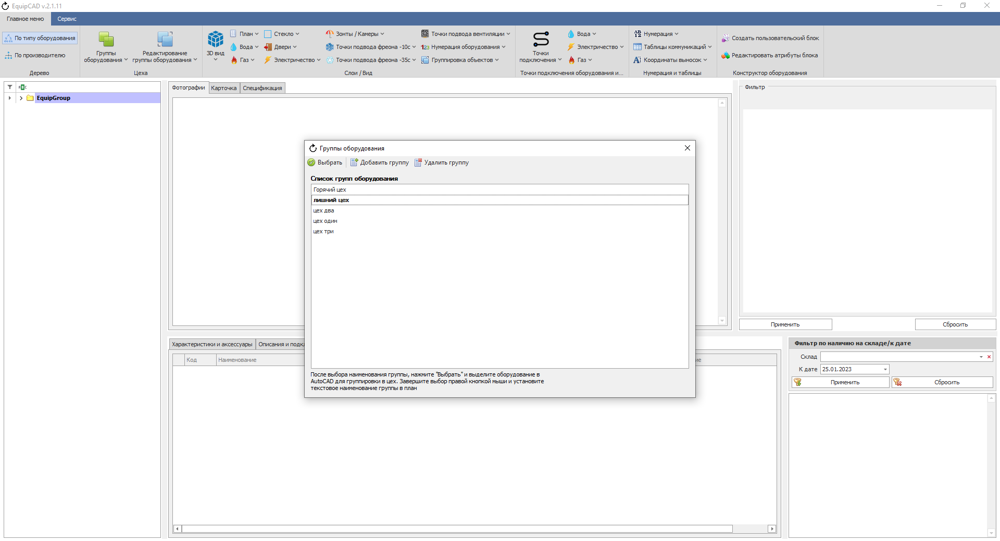 EquipCAD v.2.1.11
Главное меню
Сервис
По типу оборудования
По производителю
Дерево
Группы
оборудования
Редактирование
группы оборудования
Цеха
3D вид
План
Стекло
Зонты / Камеры
Точки подвода вентиляции
Вода
Двери
Точки подвода фреона -10с
123 Нумерация оборудования
Газ
Электричество
Точки подвода фреона -35с
Группировка объектов
Слои / Вид
Точки
подключения
Вода
Электричество
Газ
Точки подключения оборудования и...
AB
12
Нумерация
Таблицы коммуникаций
Координаты выносок
Нумерация и таблицы
Создать пользовательский блок
Редактировать атрибуты блока
Конструктор оборудования
EquipGroup
Фотографии
Карточка
Спецификация
Фильтр
Применить
Сбросить
Группы оборудования
Выбрать
Добавить группу
Удалить группу
Список групп оборудования
Горячий цех
лишний цех
цех два
цех один
цех три
После выбора наименования группы, нажмите "Выбрать" и выделите оборудование в
AutoCAD для группировки в цех. Завершите выбор правой кнопкой мыши и установите
текстовое наименование группы в план
Характеристики и аксессуары
Описания и подкл
Код
Наименование
ие
Фильтр по наличию на складе/к дате
Склад
К дате
25.01.2023
Применить
Сбросить